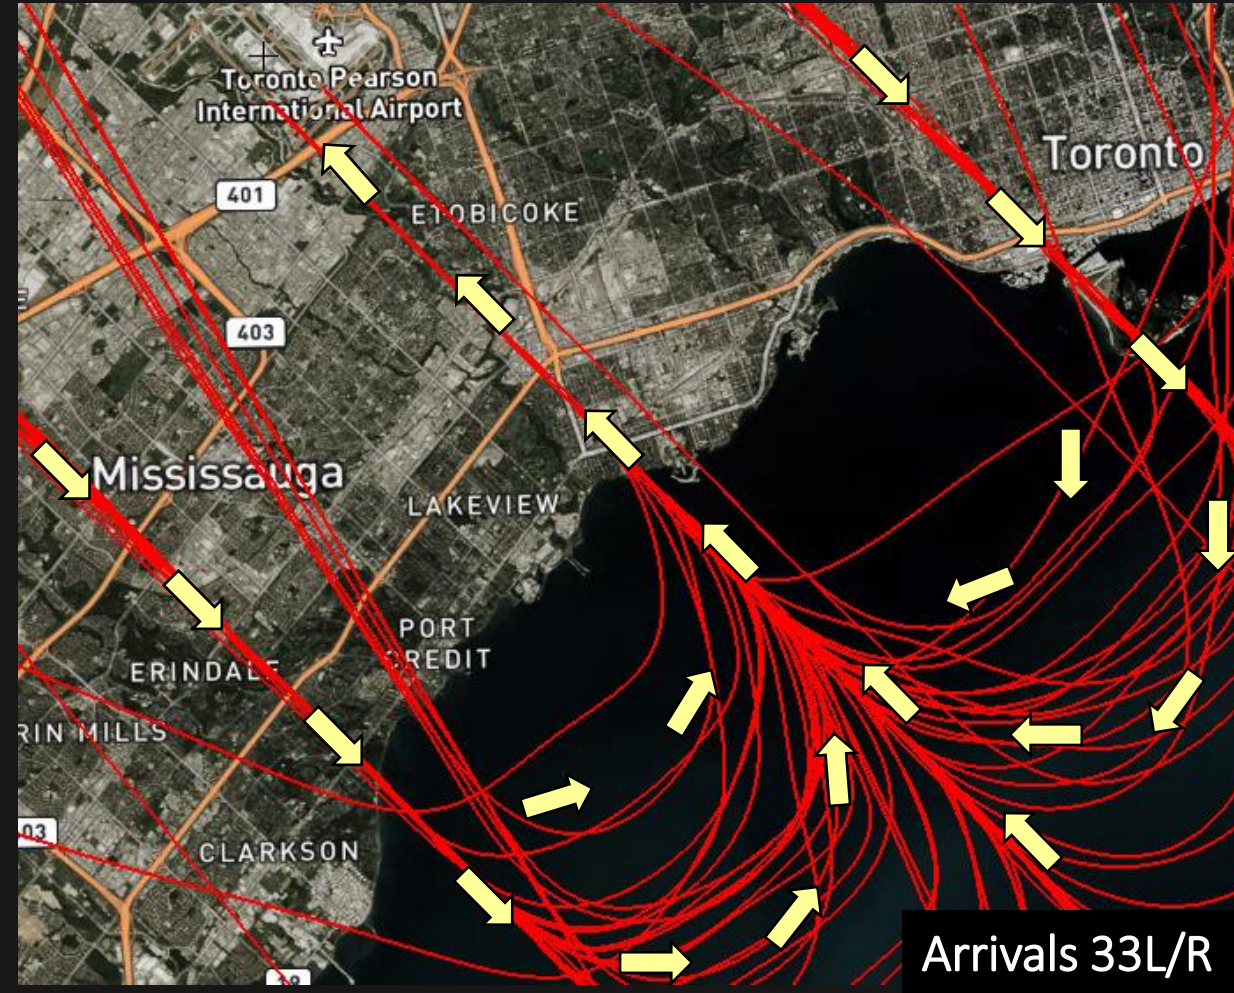 Toronto Pearson
International Airport
Toronto
401
ETOBICOKE
E
403
Mississauga
LAKEVIEW
PORT
CREDIT
ERINDALE
RIN MILLS
03
CLARKSON
Arrivals 33L/R